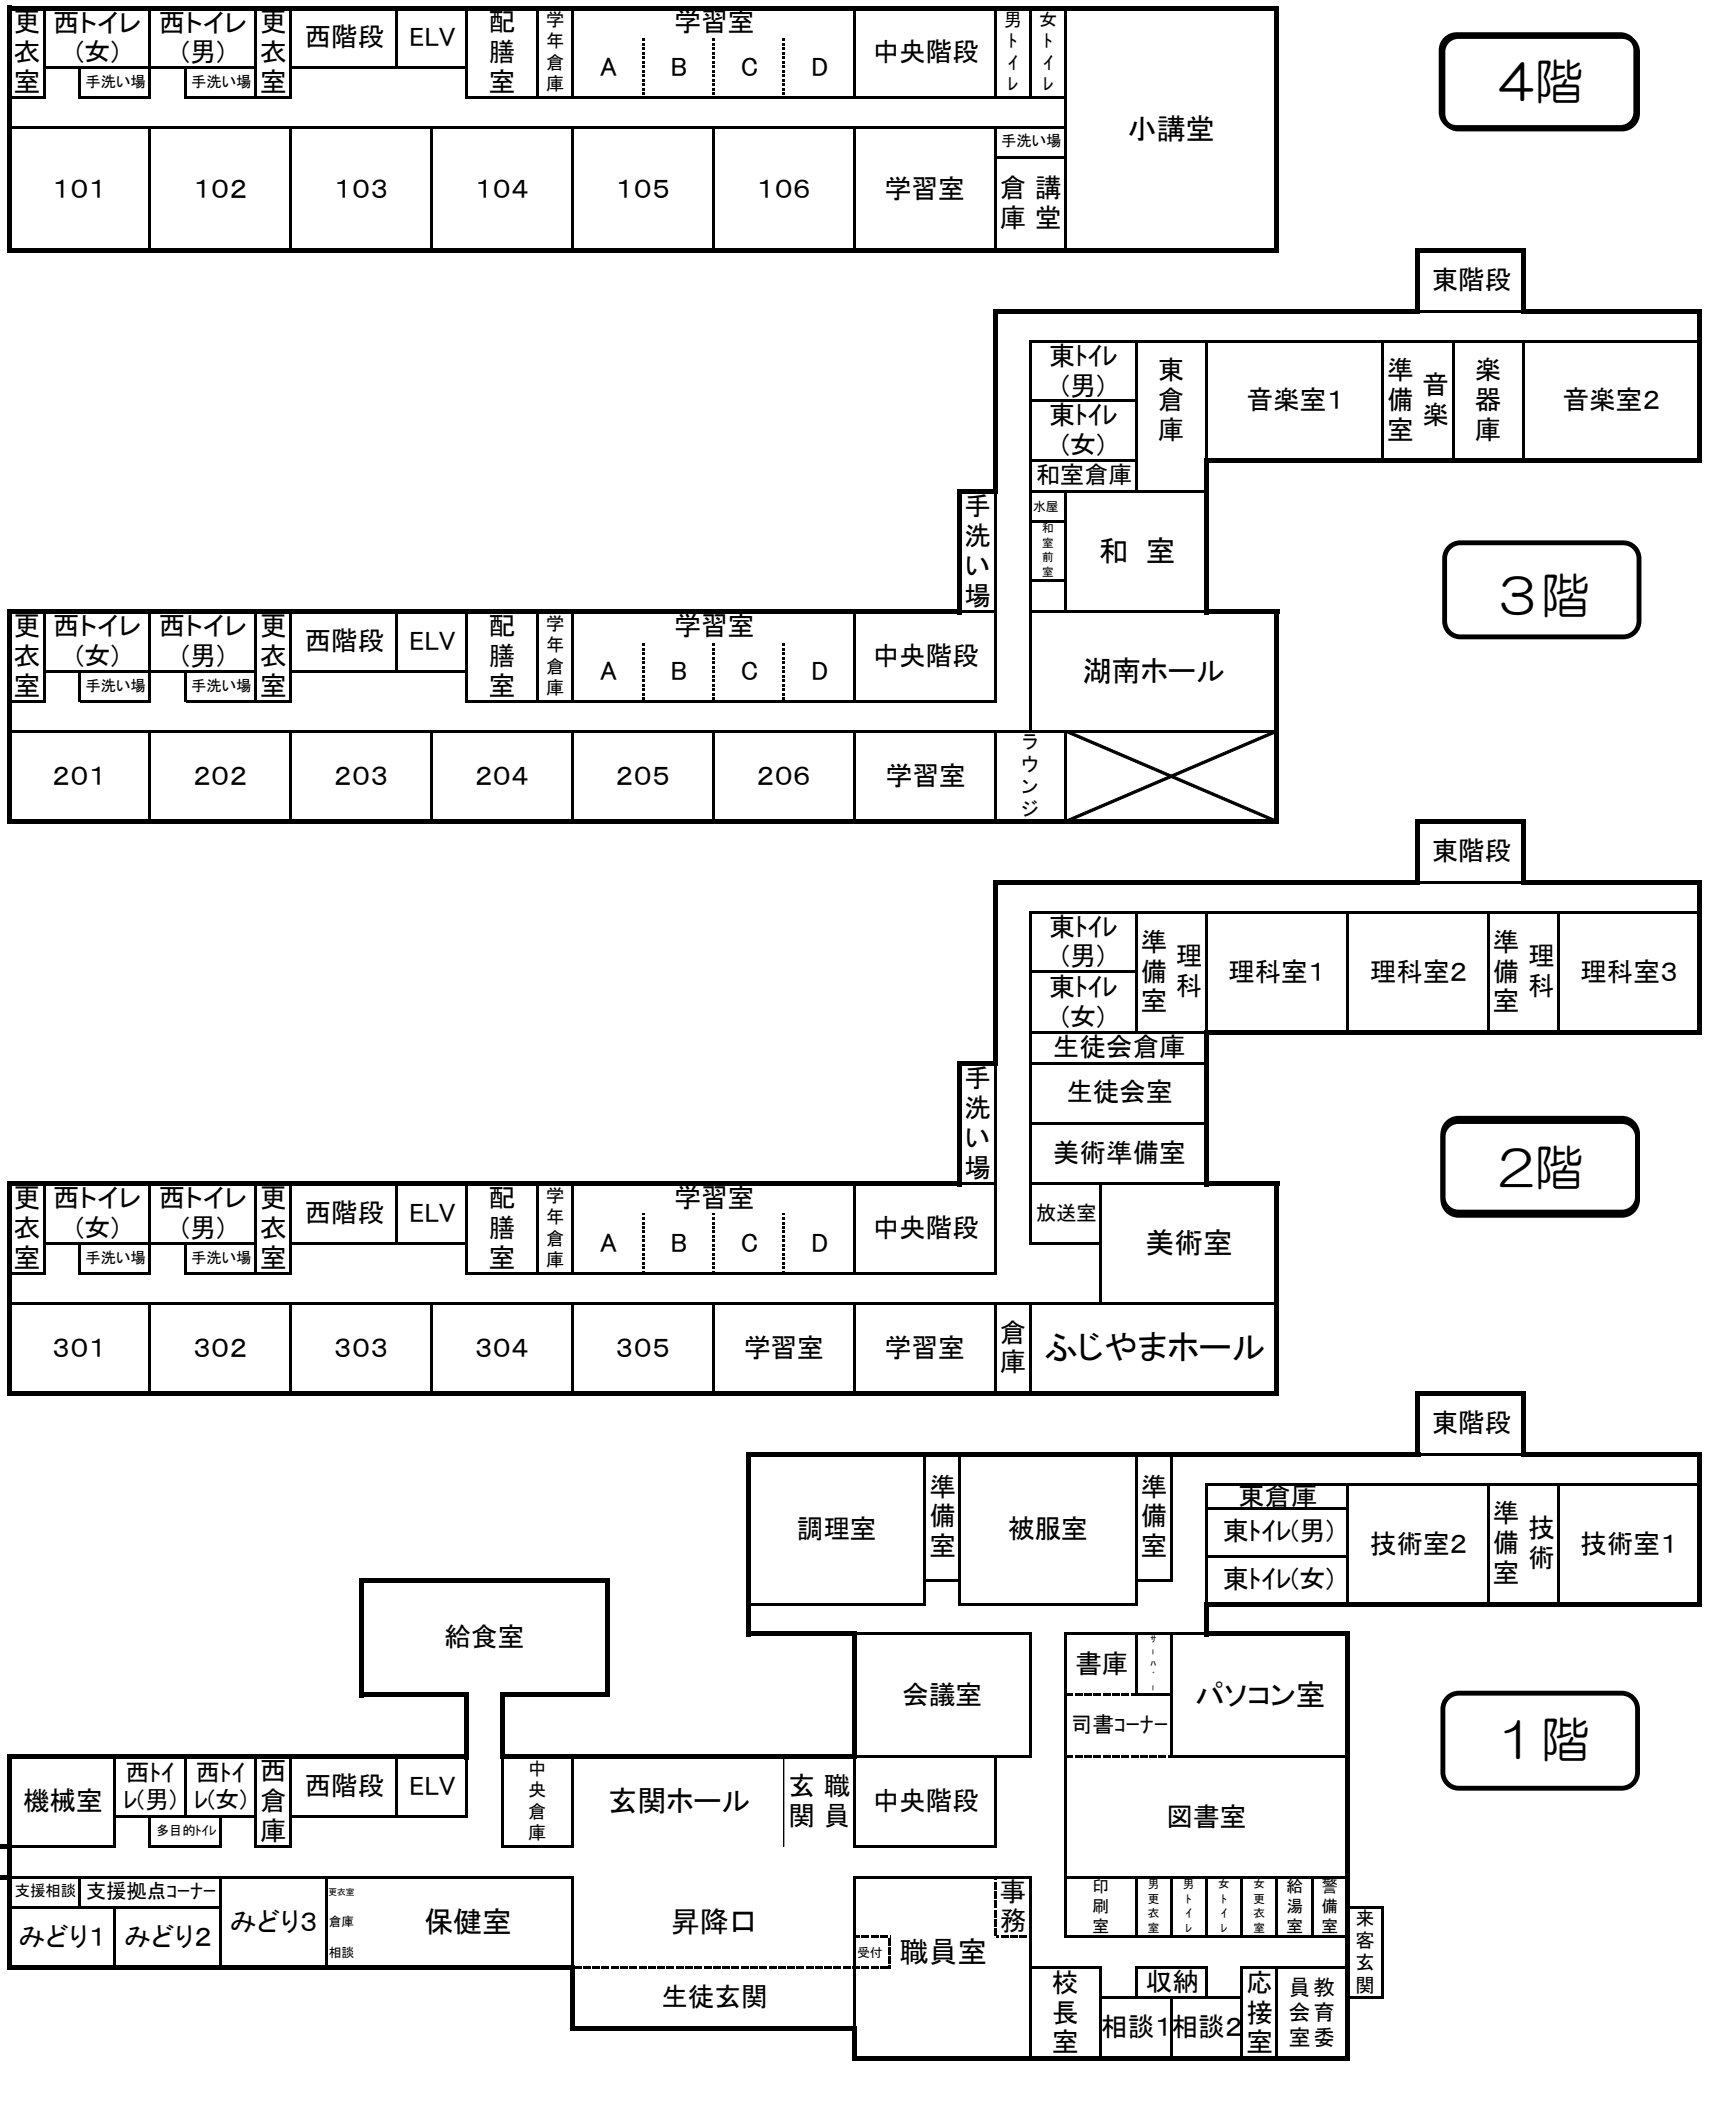 4階
更衣室
西トイレ
(女)
手洗い場
西トイレ
(男)
手洗い場
更衣室
西階段
ELV
配膳室
学年倉庫
学習室
A B C D
中央階段
男トイレ
女トイレ
小講堂
101
102
103
104
105
106
学習室
手洗い場
講堂
倉庫
3階
東階段
東トイレ
(男)
東トイレ
(女)
和室倉庫
東倉庫
音楽室1
音楽
準備室
楽器庫
音楽室2
手洗い場
水屋
和室前室
和 室
更衣室
西トイレ
(女)
手洗い場
西トイレ
(男)
手洗い場
更衣室
西階段
ELV
配膳室
学年倉庫
学習室
A B C D
中央階段
湖南ホール
201
202
203
204
205
206
学習室
ラウンジ
2階
東階段
東トイレ
(男)
東トイレ
(女)
理科
準備室
理科室1
理科室2
理科
準備室
理科室3
生徒会倉庫
生徒会室
美術準備室
手洗い場
更衣室
西トイレ
(女)
手洗い場
西トイレ
(男)
手洗い場
更衣室
西階段
ELV
配膳室
学年倉庫
学習室
A B C D
中央階段
放送室
美術室
301
302
303
304
305
学習室
学習室
倉庫
ふじやまホール
1階
東階段
調理室
準備室
被服室
準備室
東倉庫
東トイレ(男)
東トイレ(女)
技術室2
技術
準備室
技術室1
給食室
会議室
書庫
サーバー
司書コーナー
パソコン室
機械室
西トイ
レ(男)
西トイ
レ(女)
多目的トイレ
西倉庫
西階段
ELV
中央倉庫
玄関ホール
職員
玄関
中央階段
図書室
支援相談
支援拠点コーナー
みどり1
みどり2
みどり3
更衣室
倉庫
相談
保健室
昇降口
生徒玄関
受付
職員室
事務
印刷室
男更衣室
男トイレ
女トイレ
女更衣室
給湯室
警備室
来客玄関
校長室
収納
相談1
相談2
応接室
教育委
員会室